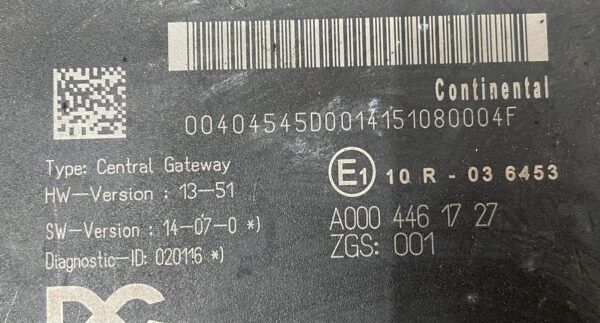 Continental
00404545D0014151080004F
Type: Central Gateway
HW-Version : 13-51
SW-Version : 14-07-0 *)
Diagnostic-ID: 020116 *)
E1 10 R - 03 6453
A000 446 17 27
ZGS: 001
DC